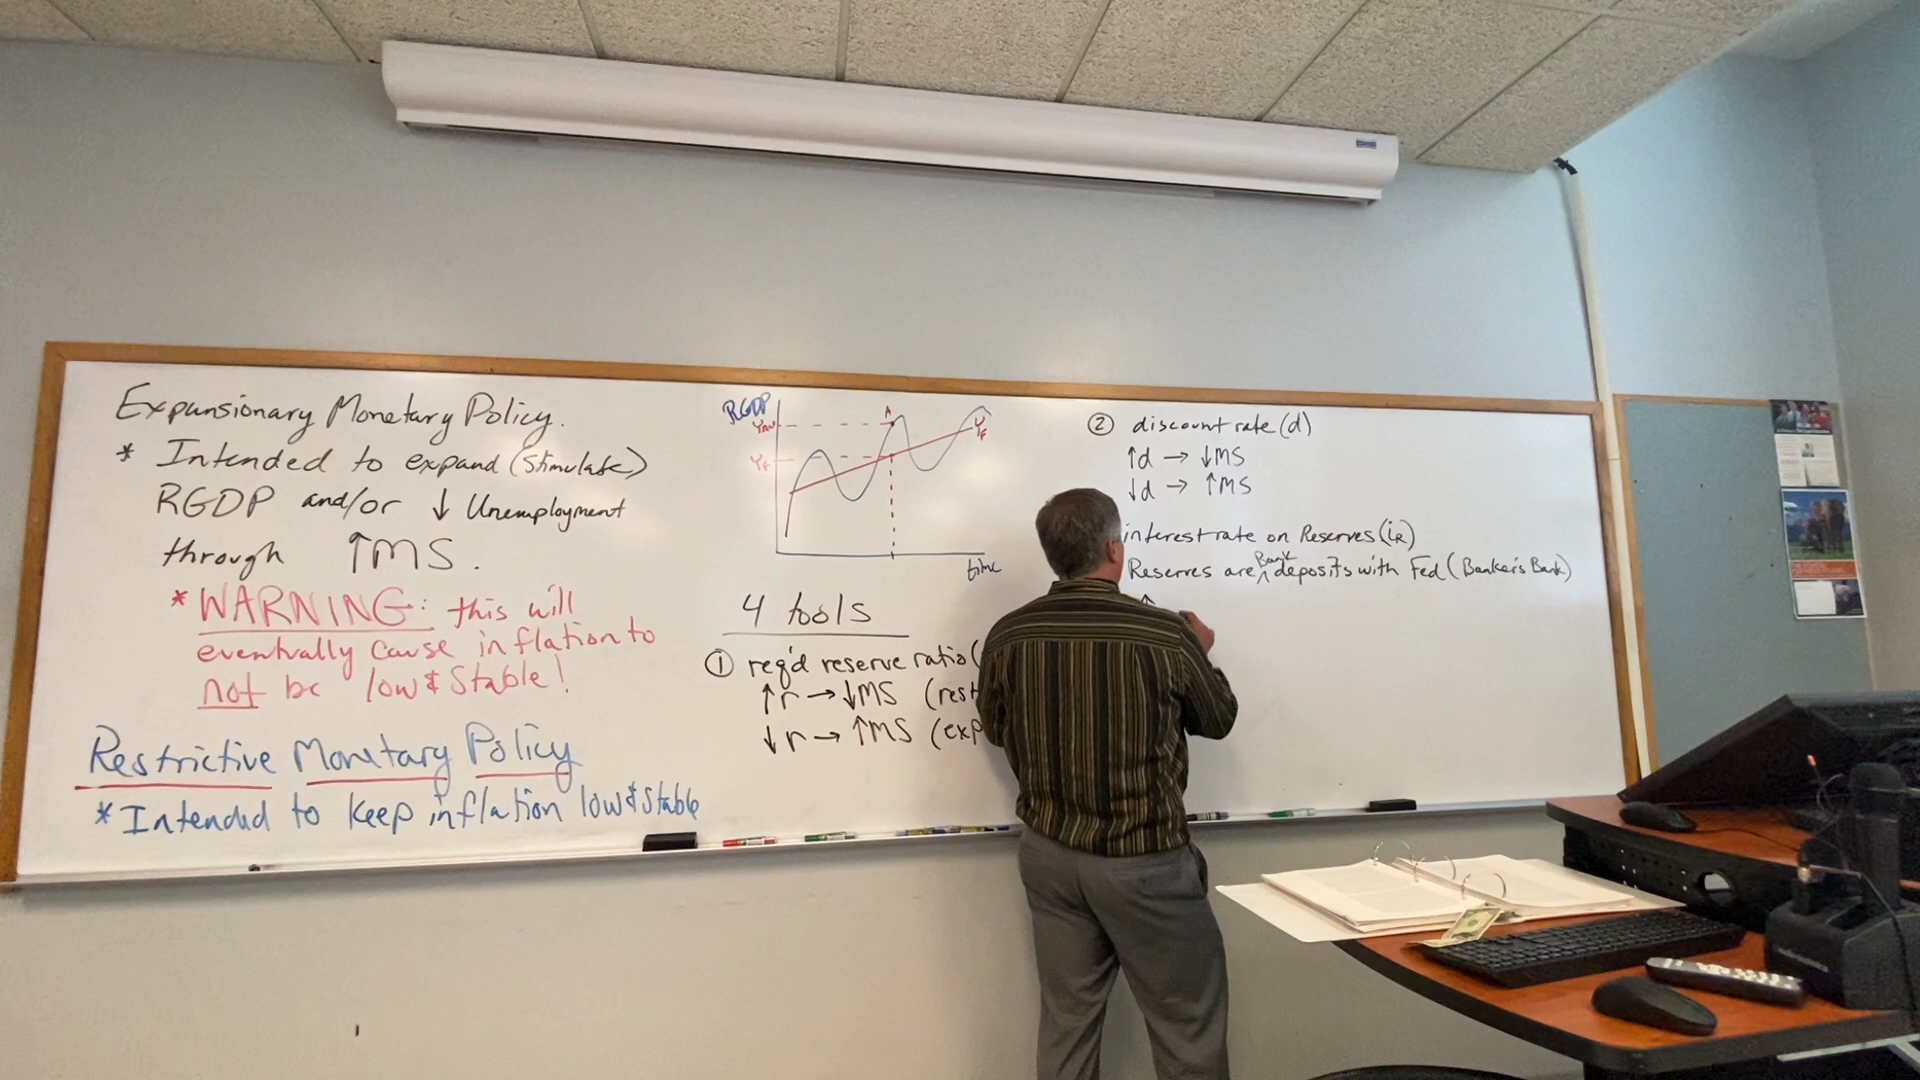 Expansionary Monetary Policy.
* Intended to expand (stimulate)
RGDP and/or ↓ Unemployment
through ↑MS.
* WARNING: this will
eventually cause inflation to
not be low & stable!
Restrictive Monetary Policy
* Intended to keep inflation low & stable
RGDP
A
Y_F
Y_F
time
4 tools
① req'd reserve ratio (
↑r → ↓MS (rest
↓r → ↑MS (exp
② discount rate (d)
↑d → ↓MS
↓d → ↑MS
interest rate on Reserves (i_R)
Reserves are ^Bank deposits with Fed (Banker's Bank)
↑